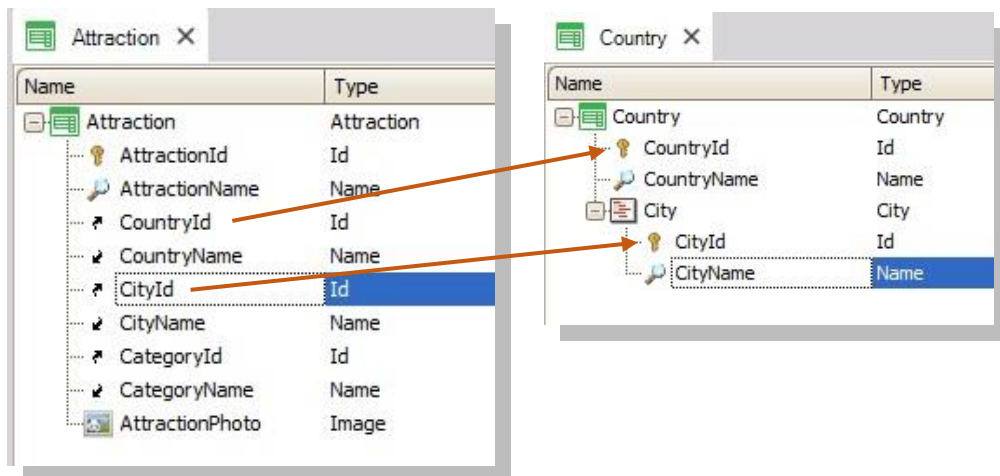 Attraction
Name Type
Attraction Attraction
AttractionId Id
AttractionName Name
CountryId Id
CountryName Name
CityId Id
CityName Name
CategoryId Id
CategoryName Name
AttractionPhoto Image
Country
Name Type
Country Country
CountryId Id
CountryName Name
City City
CityId Id
CityName Name